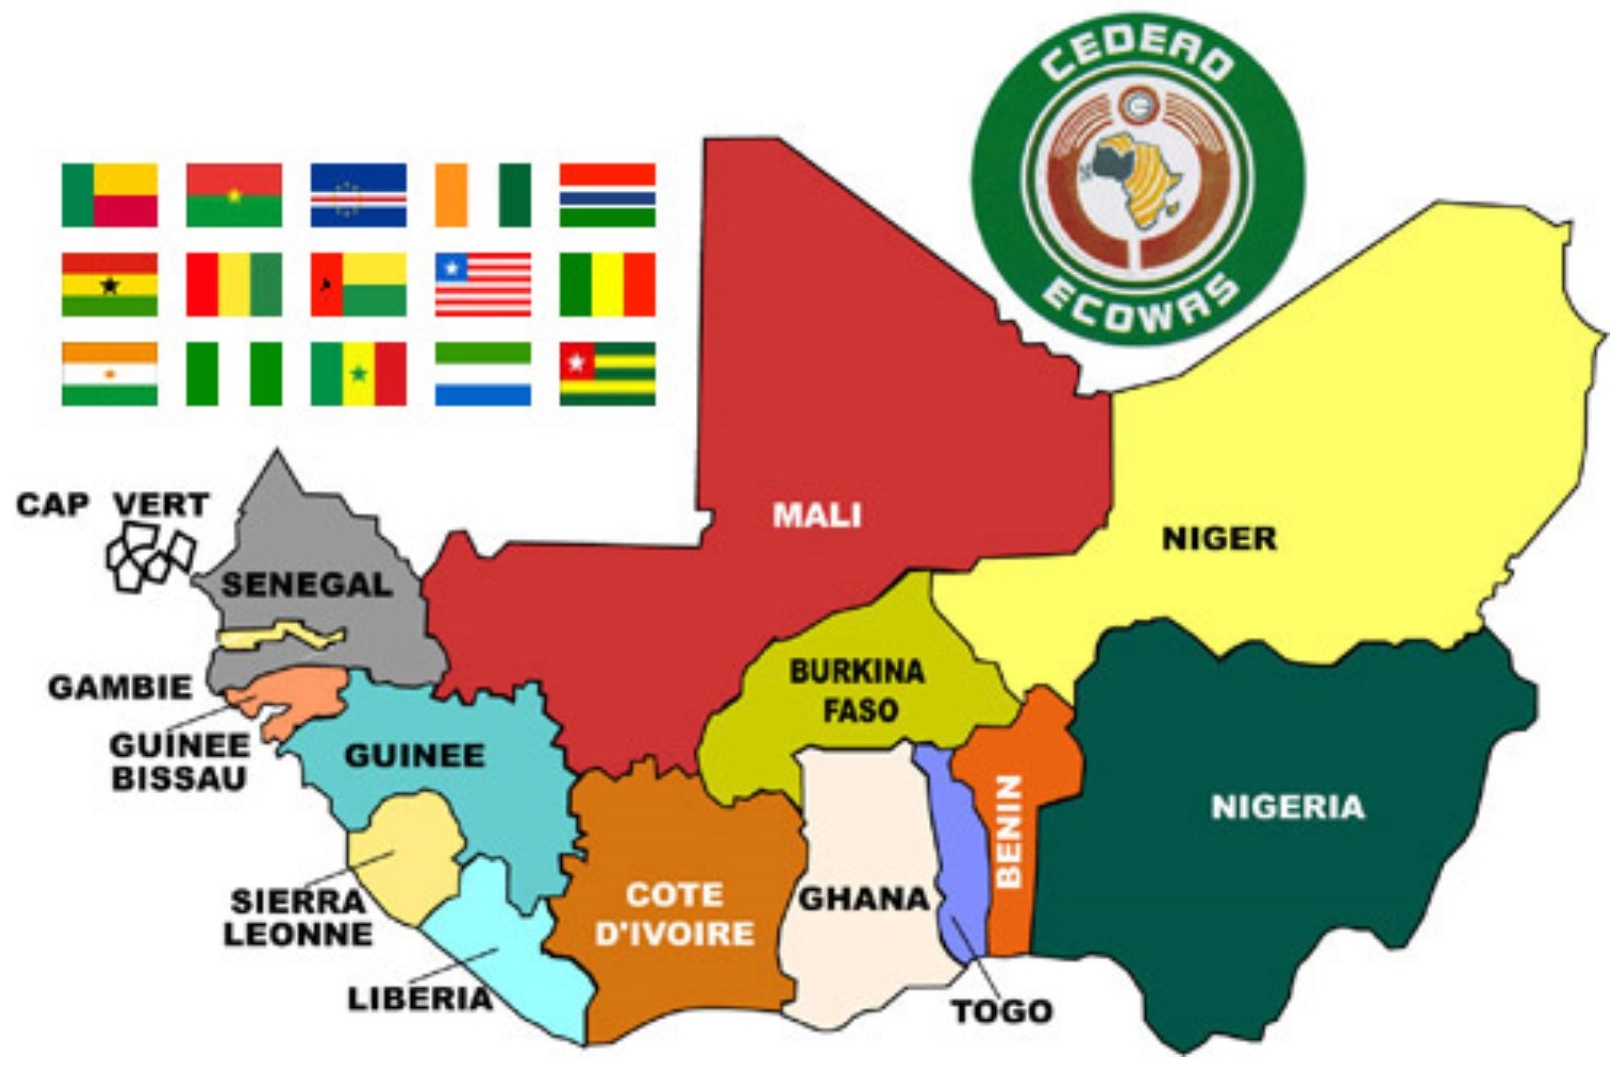 CEDEAO
ECOWAS
MALI
CAP VERT
NIGER
SENEGAL
BURKINA
FASO
GAMBIE
GUINEE
BISSAU
GUINEE
NIGERIA
BENIN
SIERRA
LEONNE
COTE
D'IVOIRE
GHANA
LIBERIA
TOGO